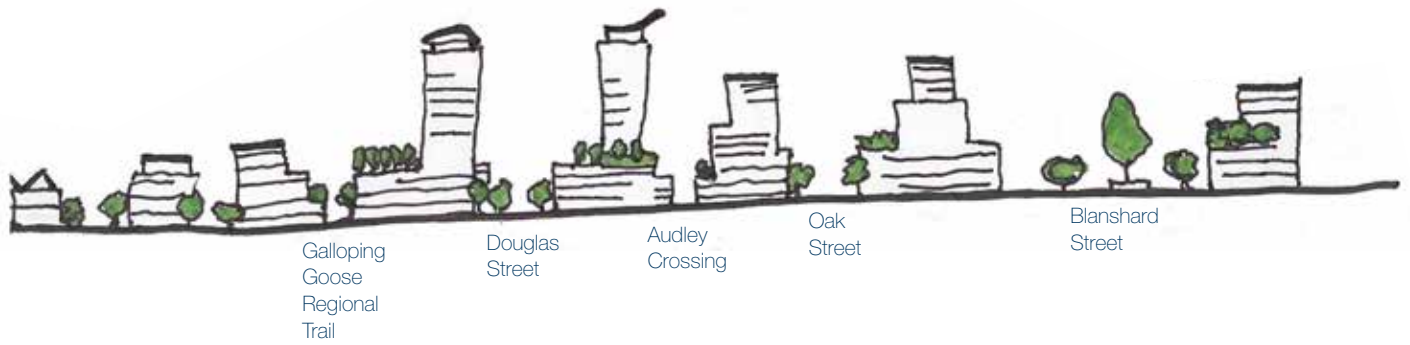 Galloping
Goose
Regional
Trail
Douglas
Street
Audley
Crossing
Oak
Street
Blanshard
Street